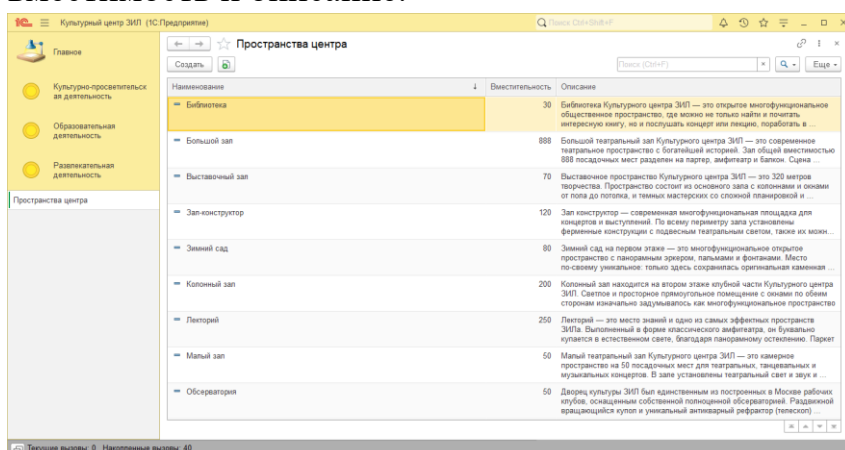 Культурный центр ЗИЛ (1С:Предприятие)
Поиск Ctrl+Shift+F
Главное
Культурно-просветительск
ая деятельность
Образовательная
деятельность
Развлекательная
деятельность
Пространства центра
Пространства центра
Создать
Поиск (Ctrl+F)
Еще
Наименование
Вместительность
Описание
Библиотека
30
Библиотека Культурного центра ЗИЛ — это открытое многофункциональное
общественное пространство, где можно не только найти и почитать
интересную книгу, но и послушать концерт или лекцию, поработать в ...
Большой зал
888
Большой театральный зал Культурного центра ЗИЛ — это современное
театральное пространство с богатейшей историей. Зал общей вместимостью
888 посадочных мест разделен на партер, амфитеатр и балкон. Сцена ...
Выставочный зал
70
Выставочное пространство Культурного центра ЗИЛ — это 320 метров
творчества. Пространство состоит из основного зала с колоннами и окнами
от пола до потолка, и темных мастерских со сложной планировкой и ...
Зал-конструктор
120
Зал конструктор — современная многофункциональная площадка для
концертов и выступлений. По всему периметру зала установлены
ферменные конструкции с подвесным театральным светом, также их можн...
Зимний сад
80
Зимний сад на первом этаже — это многофункциональное открытое
пространство с панорамным эркером, пальмами и фонтанами. Место
по-своему уникальное: только здесь сохранилась оригинальная каменная ...
Колонный зал
200
Колонный зал находится на втором этаже клубной части Культурного центра
ЗИЛ. Светлое и просторное прямоугольное помещение с окнами по обеим
сторонам изначально задумывалось как многофункциональное пространство
Лекторий
250
Лекторий — это место знаний и одно из самых эффектных пространств
ЗИЛа. Выполненный в форме классического амфитеатра, он буквально
купается в естественном свете, благодаря панорамному остеклению. Паркет
Малый зал
50
Малый театральный зал Культурного центра ЗИЛ — это камерное
пространство на 50 посадочных мест для театральных, танцевальных и
музыкальных концертов. В зале установлены театральный свет и звук и ...
Обсерватория
50
Дворец культуры ЗИЛ был единственным из построенных в Москве рабочих
клубов, оснащенным собственной полноценной обсерваторией. Раздвижной
вращающийся купол и уникальный антикварный рефрактор (телескоп) ...
Текущие вызовы: 0 Накопленные вызовы: 40